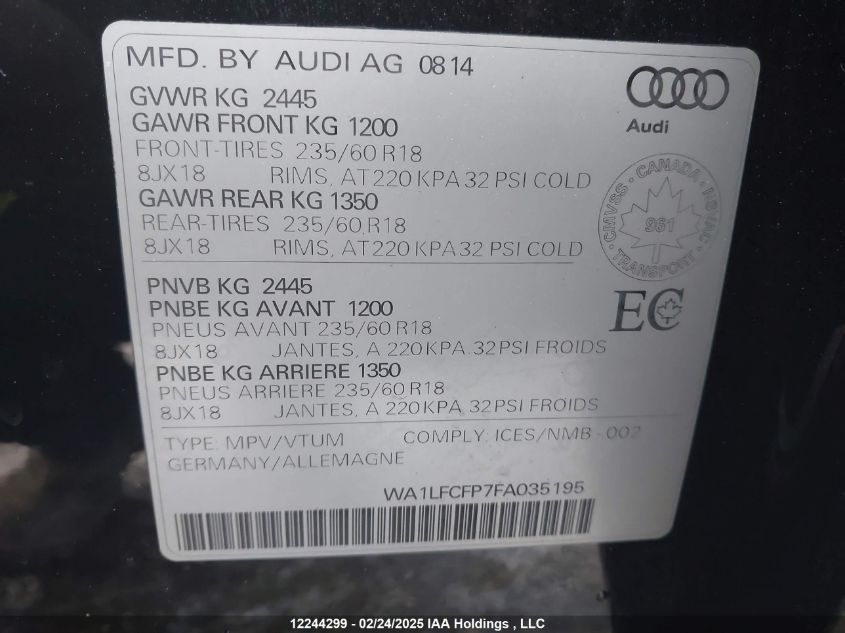 MFD. BY AUDI AG 0814
GVWR KG 2445
GAWR FRONT KG 1200
FRONT-TIRES 235/60 R18
8JX18 RIMS, AT 220 KPA 32 PSI COLD
GAWR REAR KG 1350
REAR-TIRES 235/60 R18
8JX18 RIMS, AT 220 KPA 32 PSI COLD
Audi
CMVSS · CANADA · NSVAC · TRANSPORT
961
PNVB KG 2445
PNBE KG AVANT 1200
PNEUS AVANT 235/60 R18
8JX18 JANTES, A 220 KPA 32 PSI FROIDS
PNBE KG ARRIERE 1350
PNEUS ARRIERE 235/60 R18
8JX18 JANTES, A 220 KPA 32 PSI FROIDS
EC
TYPE: MPV/VTUM COMPLY: ICES/NMB-002
GERMANY/ALLEMAGNE
WA1LFCFP7FA035195
12244299 - 02/24/2025 IAA Holdings , LLC